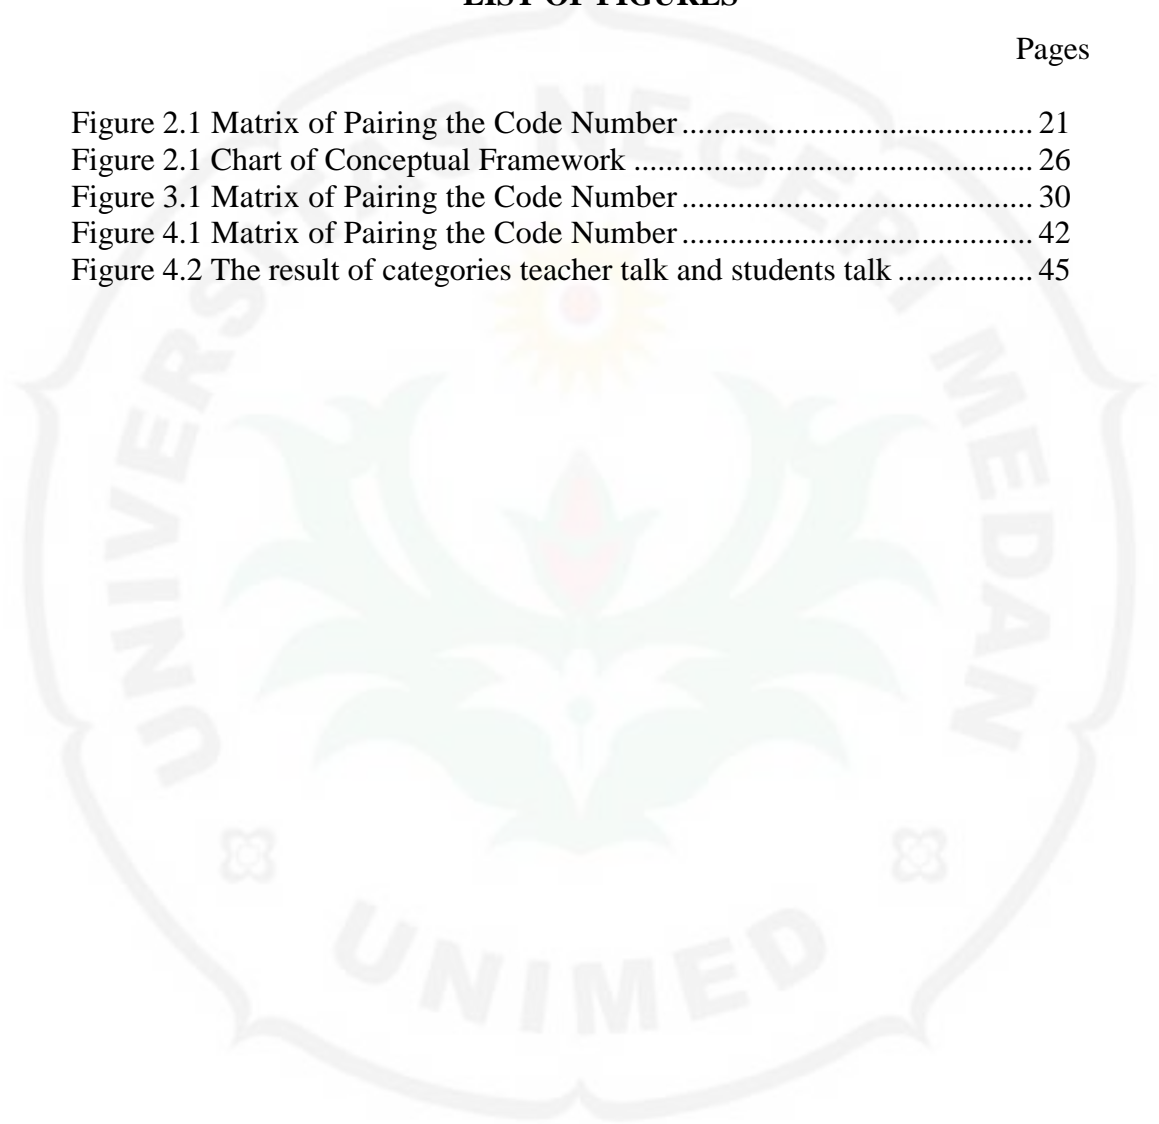 LIST OF FIGURES
Pages
Figure 2.1 Matrix of Pairing the Code Number............................................ 21
Figure 2.1 Chart of Conceptual Framework .................................................. 26
Figure 3.1 Matrix of Pairing the Code Number............................................ 30
Figure 4.1 Matrix of Pairing the Code Number............................................ 42
Figure 4.2 The result of categories teacher talk and students talk ................. 45
UNIVERSITAS NEGERI MEDAN
UNIMED